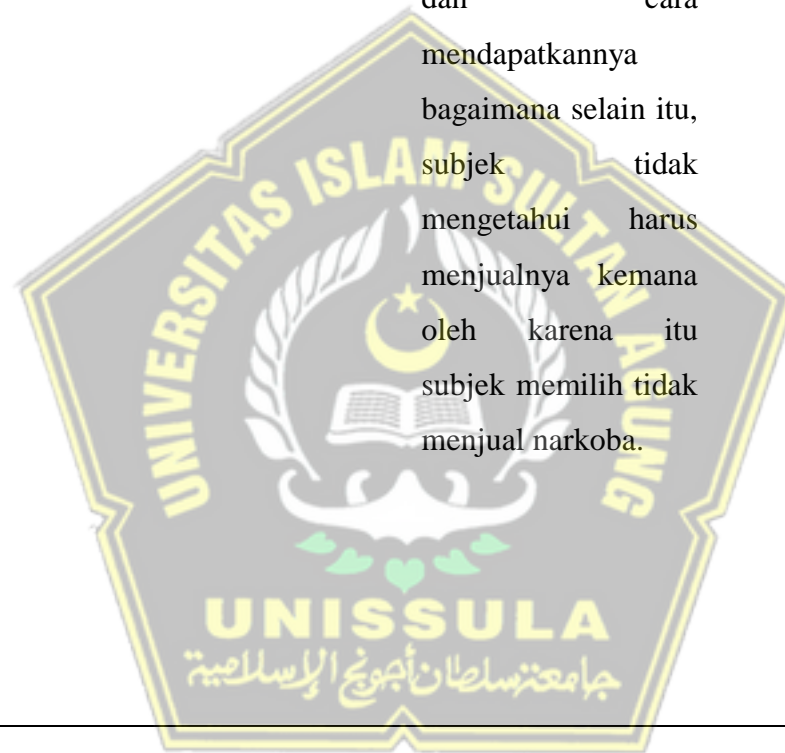 dan cara
mendapatkannya
bagaimana selain itu,
subjek tidak
mengetahui harus
menjualnya kemana
oleh karena itu
subjek memilih tidak
menjual narkoba.
UNIVERSITAS ISLAM SULTAN AGUNG
UNISSULA
جامعة سلطان أجونج الإسلامية